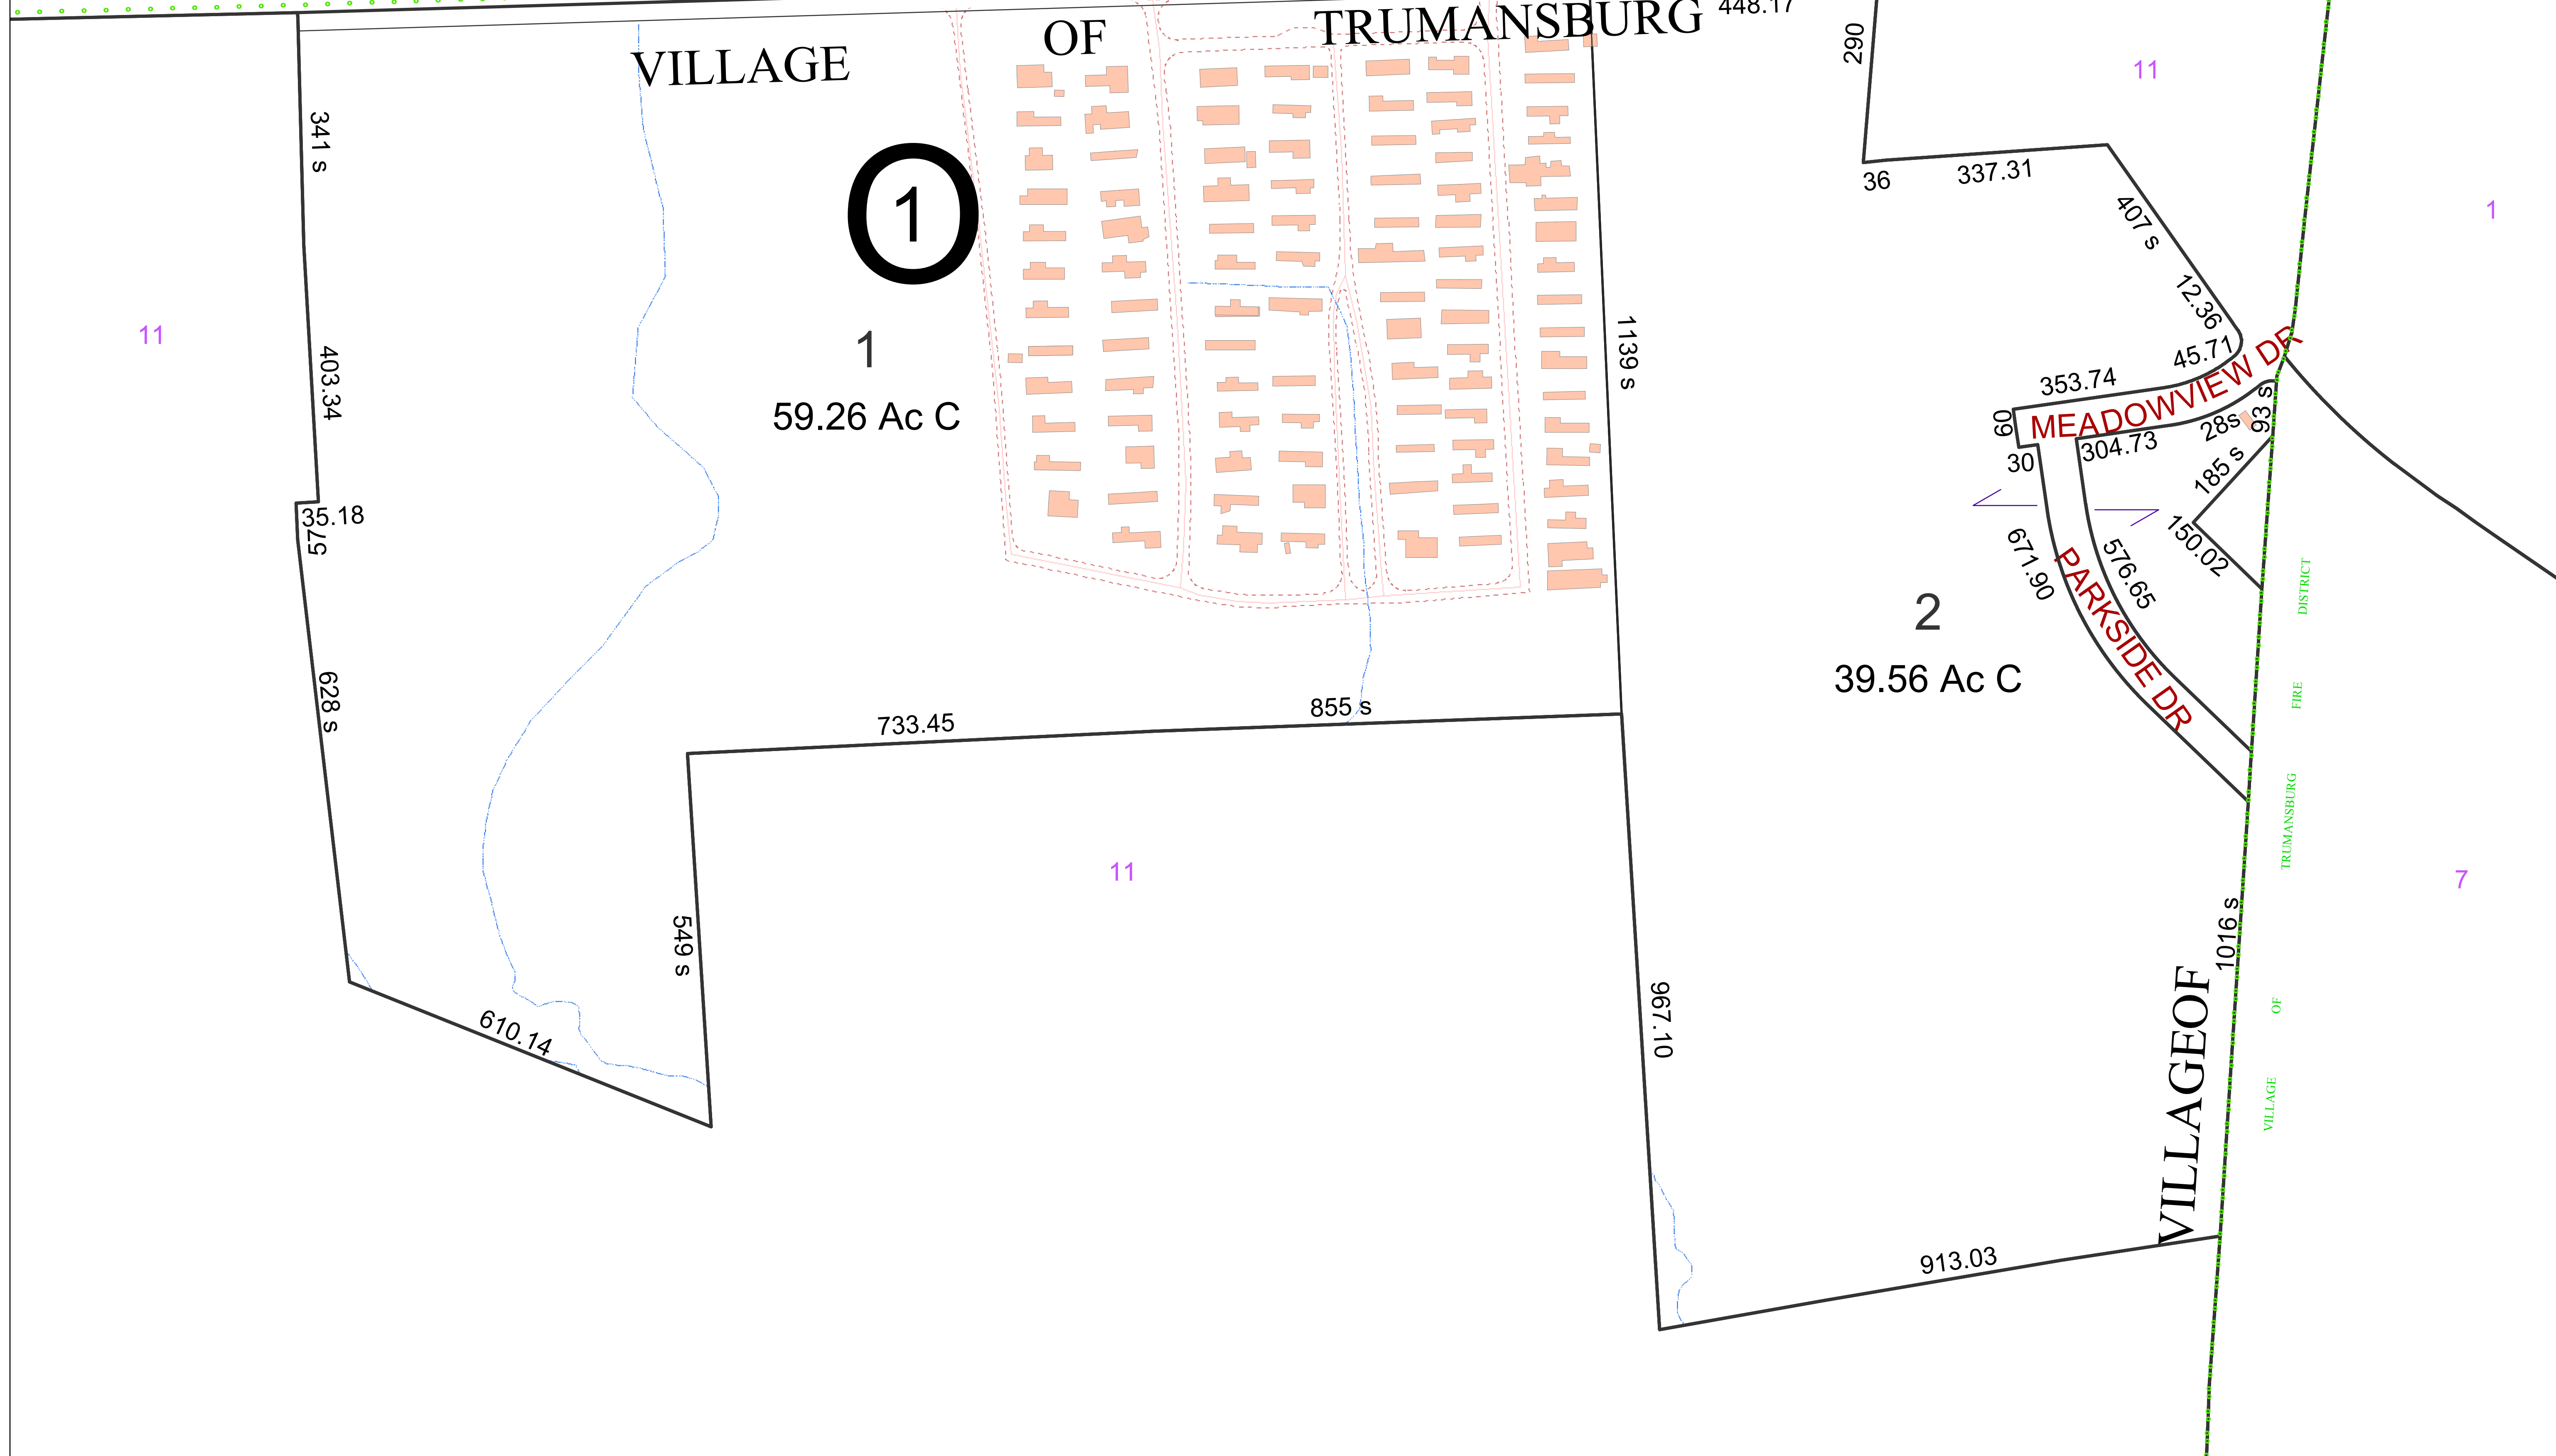 VILLAGE OF TRUMANSBURG
448.17
290
11
1
341 s
1
337.31
36
407 s
12.36
11
403.34
1
59.26 Ac C
1139 s
45.71
MEADOWVIEW DR
353.74
60
93 s
28s
304.73
30
185 s
35.18
575
150.02
671.90
576.65
PARKSIDE DR
2
39.56 Ac C
628 s
733.45
855 s
11
7
549 s
967.10
610.14
1016 s
913.03
VILLAGEOF
VILLAGE OF TRUMANSBURG FIRE DISTRICT